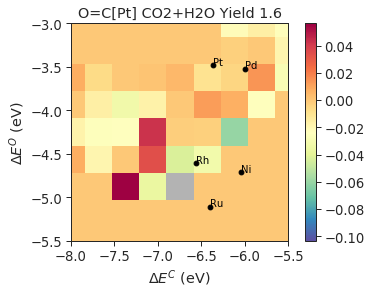 O=C[Pt] CO2+H2O Yield 1.6
−3.0
−3.5
−4.0
−4.5
−5.0
−5.5
ΔE^O (eV)
Pt
Pd
Rh
Ni
Ru
−8.0 −7.5 −7.0 −6.5 −6.0 −5.5
ΔE^C (eV)
0.04
0.02
0.00
−0.02
−0.04
−0.06
−0.08
−0.10